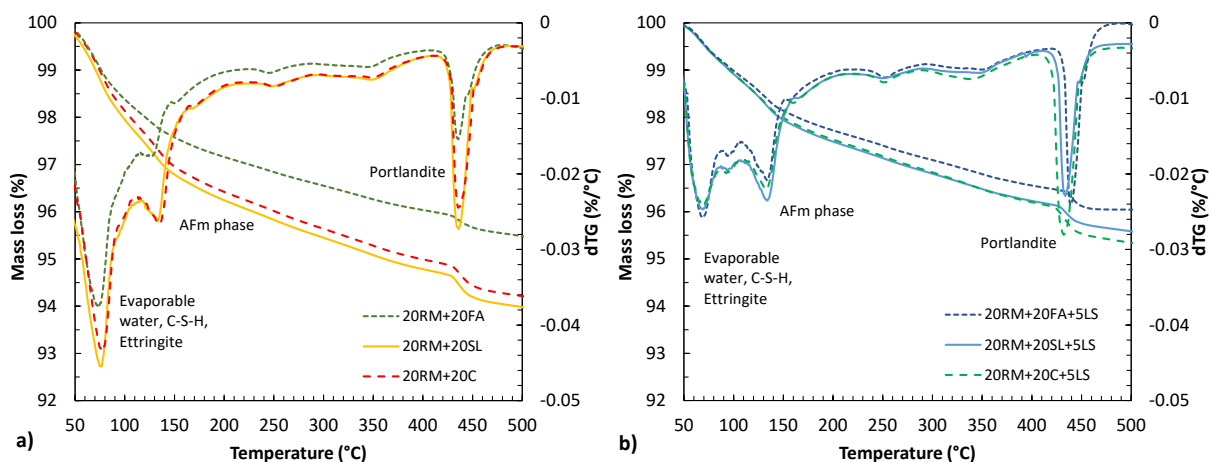 100
99
98
97
96
95
94
93
92
Mass loss (%)
0
-0.01
-0.02
-0.03
-0.04
-0.05
dTG (%/°C)
Portlandite
AFm phase
Evaporable
water, C-S-H,
Ettringite
20RM+20FA
20RM+20SL
20RM+20C
50 100 150 200 250 300 350 400 450 500
a)
Temperature (°C)
100
99
98
97
96
95
94
93
92
Mass loss (%)
0
-0.01
-0.02
-0.03
-0.04
-0.05
dTG (%/°C)
AFm phase
Portlandite
Evaporable
water, C-S-H,
Ettringite
20RM+20FA+5LS
20RM+20SL+5LS
20RM+20C+5LS
50 100 150 200 250 300 350 400 450 500
b)
Temperature (°C)